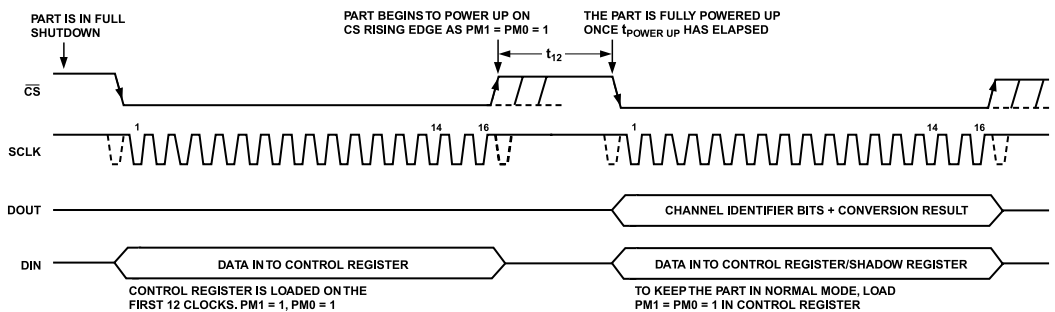 PART IS IN FULL
SHUTDOWN
PART BEGINS TO POWER UP ON
CS RISING EDGE AS PM1 = PM0 = 1
THE PART IS FULLY POWERED UP
ONCE tPOWER UP HAS ELAPSED
t12
CS
1
14
16
1
14
16
SCLK
DOUT
CHANNEL IDENTIFIER BITS + CONVERSION RESULT
DIN
DATA IN TO CONTROL REGISTER
DATA IN TO CONTROL REGISTER/SHADOW REGISTER
CONTROL REGISTER IS LOADED ON THE
FIRST 12 CLOCKS, PM1 = 1, PM0 = 1
TO KEEP THE PART IN NORMAL MODE, LOAD
PM1 = PM0 = 1 IN CONTROL REGISTER